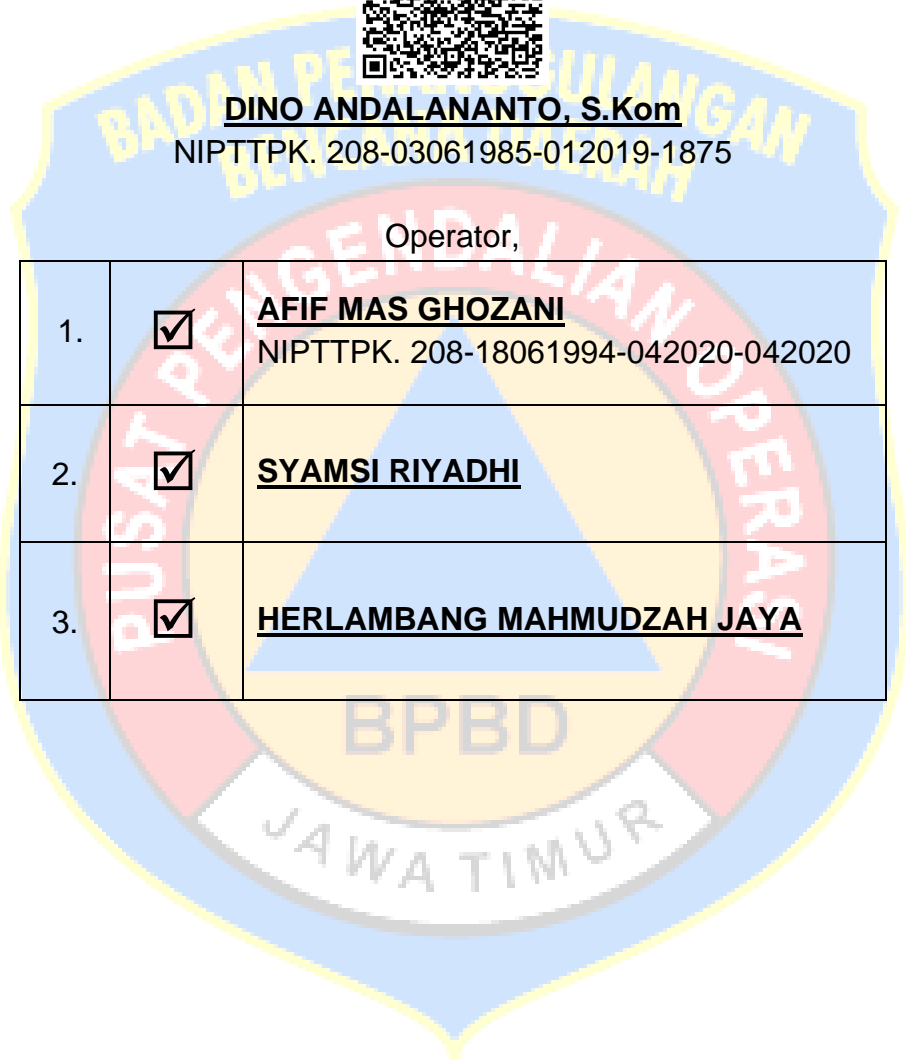 BADAN PENANGGULANGAN
BENCANA DAERAH
DINO ANDALANANTO, S.Kom
NIPTTPK. 208-03061985-012019-1875
Operator,
1. ☑ AFIF MAS GHOZANI
NIPTTPK. 208-18061994-042020-042020
2. ☑ SYAMSI RIYADHI
3. ☑ HERLAMBANG MAHMUDZAH JAYA
PUSAT PENGENDALIAN OPERASI
BPBD
JAWA TIMUR